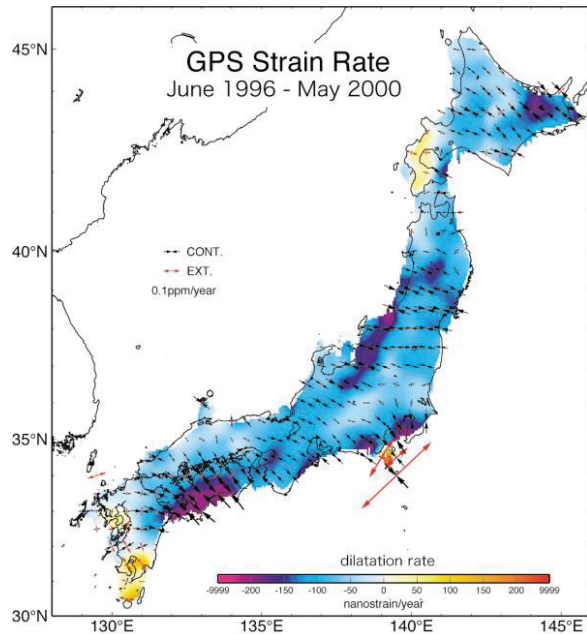 GPS Strain Rate
June 1996 - May 2000
45°N
40°N
35°N
30°N
CONT.
EXT.
0.1ppm/year
dilatation rate
-9999 -200 -150 -100 -50 0 50 100 150 200 9999
nanostrain/year
130°E 135°E 140°E 145°E